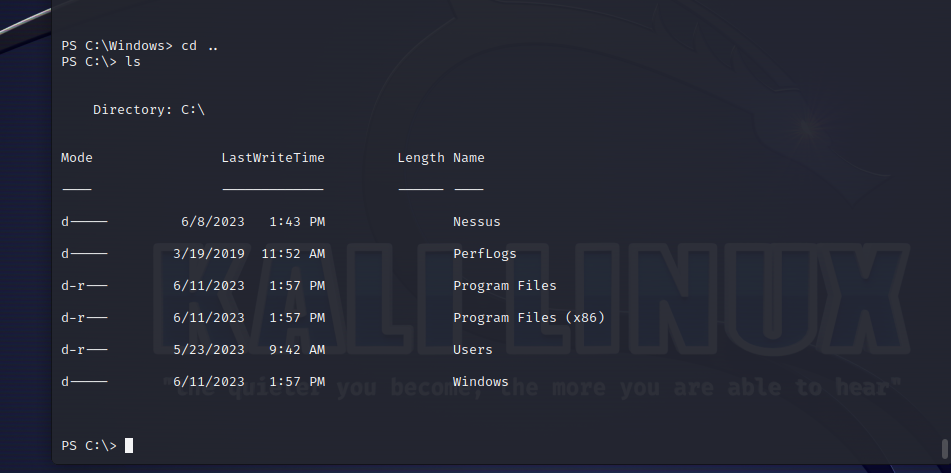 PS C:\Windows> cd ..
PS C:\> ls
Directory: C:\
Mode LastWriteTime Length Name
---- ------------- ------ ----
d----- 6/8/2023 1:43 PM Nessus
d----- 3/19/2019 11:52 AM PerfLogs
d-r--- 6/11/2023 1:57 PM Program Files
d-r--- 6/11/2023 1:57 PM Program Files (x86)
d-r--- 5/23/2023 9:42 AM Users
d----- 6/11/2023 1:57 PM Windows
PS C:\>
KALI LINUX
"the quieter you become, the more you are able to hear"